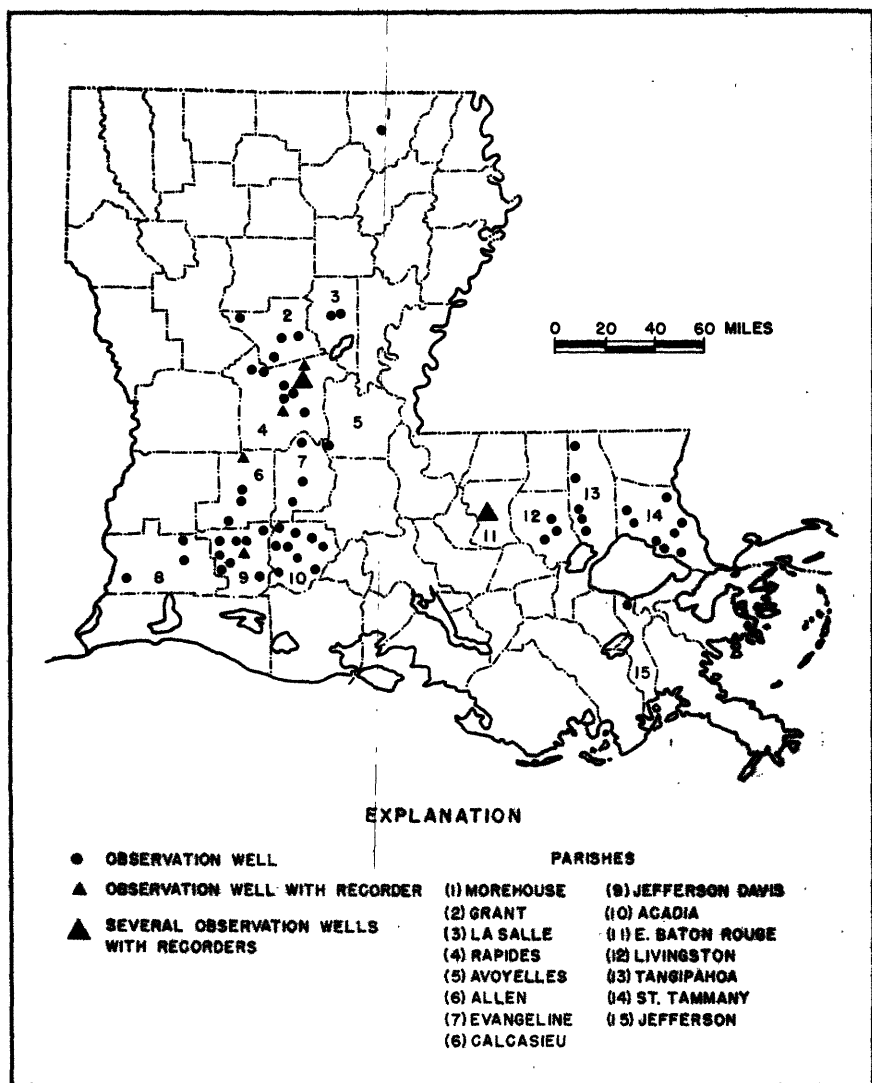 1
3
2
0 20 40 60 MILES
5
4
6
7
13
14
12
11
8
9
10
15
EXPLANATION
OBSERVATION WELL
OBSERVATION WELL WITH RECORDER
SEVERAL OBSERVATION WELLS
WITH RECORDERS
PARISHES
(1) MOREHOUSE
(2) GRANT
(3) LA SALLE
(4) RAPIDES
(5) AVOYELLES
(6) ALLEN
(7) EVANGELINE
(6) CALCASIEU
(9) JEFFERSON DAVIS
(10) ACADIA
(11) E. BATON ROUGE
(12) LIVINGSTON
(13) TANGIPAHOA
(14) ST. TAMMANY
(15) JEFFERSON